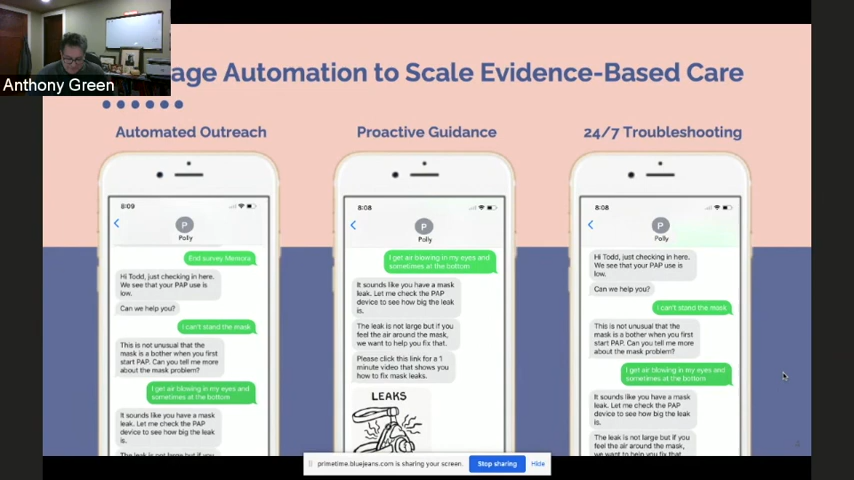 Anthony Green
age Automation to Scale Evidence-Based Care
Automated Outreach
Proactive Guidance
24/7 Troubleshooting
8:09
P
Polly
End survey Memora
Hi Todd, just checking in here.
We see that your PAP use is
low.
Can we help you?
I can't stand the mask
This is not unusual that the
mask is a bother when you first
start PAP. Can you tell me more
about the mask problem?
I get air blowing in my eyes and
sometimes at the bottom
It sounds like you have a mask
leak. Let me check the PAP
device to see how big the leak
is.
The leak is not large but if you
8:08
P
Polly
I get air blowing in my eyes and
sometimes at the bottom
It sounds like you have a mask
leak. Let me check the PAP
device to see how big the leak
is.
The leak is not large but if you
feel the air around the mask,
we want to help you fix that.
Please click this link for a 1
minute video that shows you
how to fix mask leaks.
LEAKS
8:08
P
Polly
Hi Todd, just checking in here.
We see that your PAP use is
low.
Can we help you?
I can't stand the mask
This is not unusual that the
mask is a bother when you first
start PAP. Can you tell me more
about the mask problem?
I get air blowing in my eyes and
sometimes at the bottom
It sounds like you have a mask
leak. Let me check the PAP
device to see how big the leak
is.
The leak is not large but if you
feel the air around the mask,
we want to help you fix that.
primetime.bluejeans.com is sharing your screen.
Stop sharing
Hide